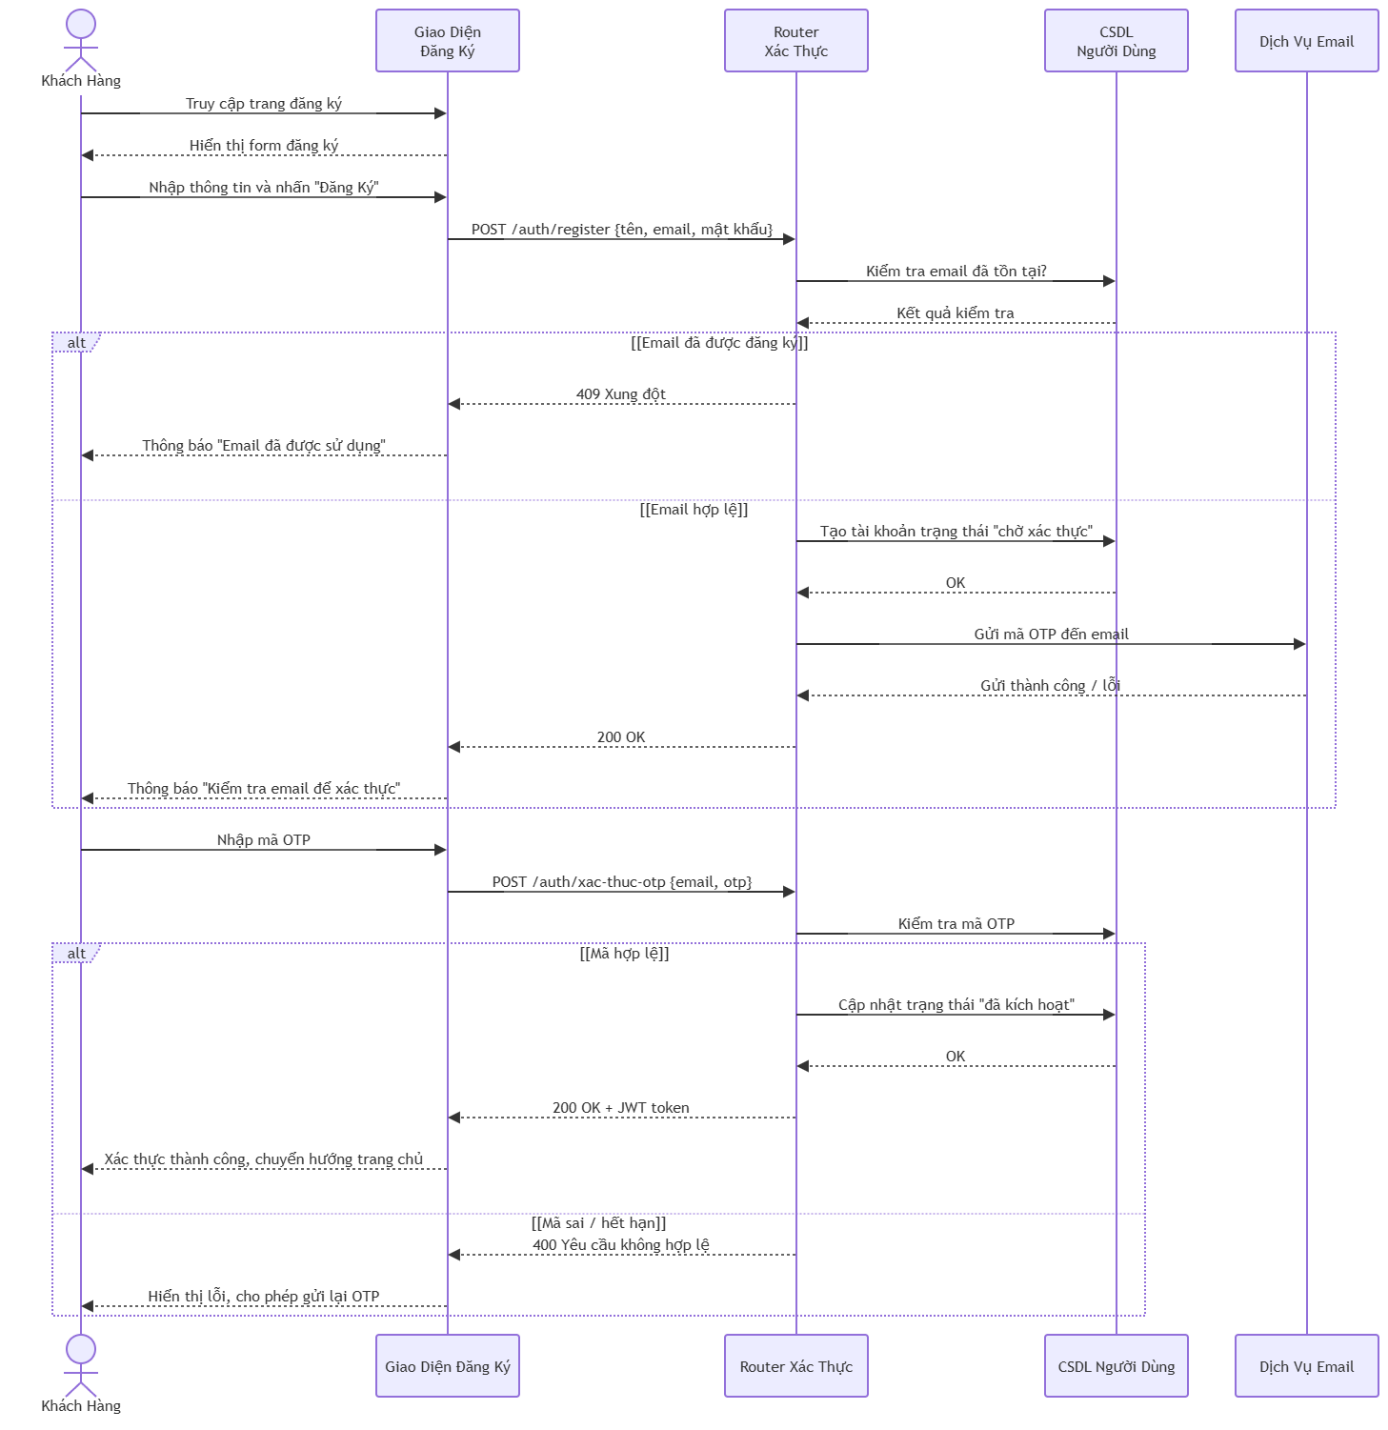 Khách Hàng
Giao Diện
Đăng Ký
Router
Xác Thực
CSDL
Người Dùng
Dịch Vụ Email
Truy cập trang đăng ký
Hiển thị form đăng ký
Nhập thông tin và nhấn "Đăng Ký"
POST /auth/register {tên, email, mật khẩu}
Kiểm tra email đã tồn tại?
Kết quả kiểm tra
alt
[[Email đã được đăng ký]]
409 Xung đột
Thông báo "Email đã được sử dụng"
[[Email hợp lệ]]
Tạo tài khoản trạng thái "chờ xác thực"
OK
Gửi mã OTP đến email
Gửi thành công / lỗi
200 OK
Thông báo "Kiểm tra email để xác thực"
Nhập mã OTP
POST /auth/xac-thuc-otp {email, otp}
Kiểm tra mã OTP
alt
[[Mã hợp lệ]]
Cập nhật trạng thái "đã kích hoạt"
OK
200 OK + JWT token
Xác thực thành công, chuyển hướng trang chủ
[[Mã sai / hết hạn]]
400 Yêu cầu không hợp lệ
Hiển thị lỗi, cho phép gửi lại OTP
Khách Hàng
Giao Diện Đăng Ký
Router Xác Thực
CSDL Người Dùng
Dịch Vụ Email